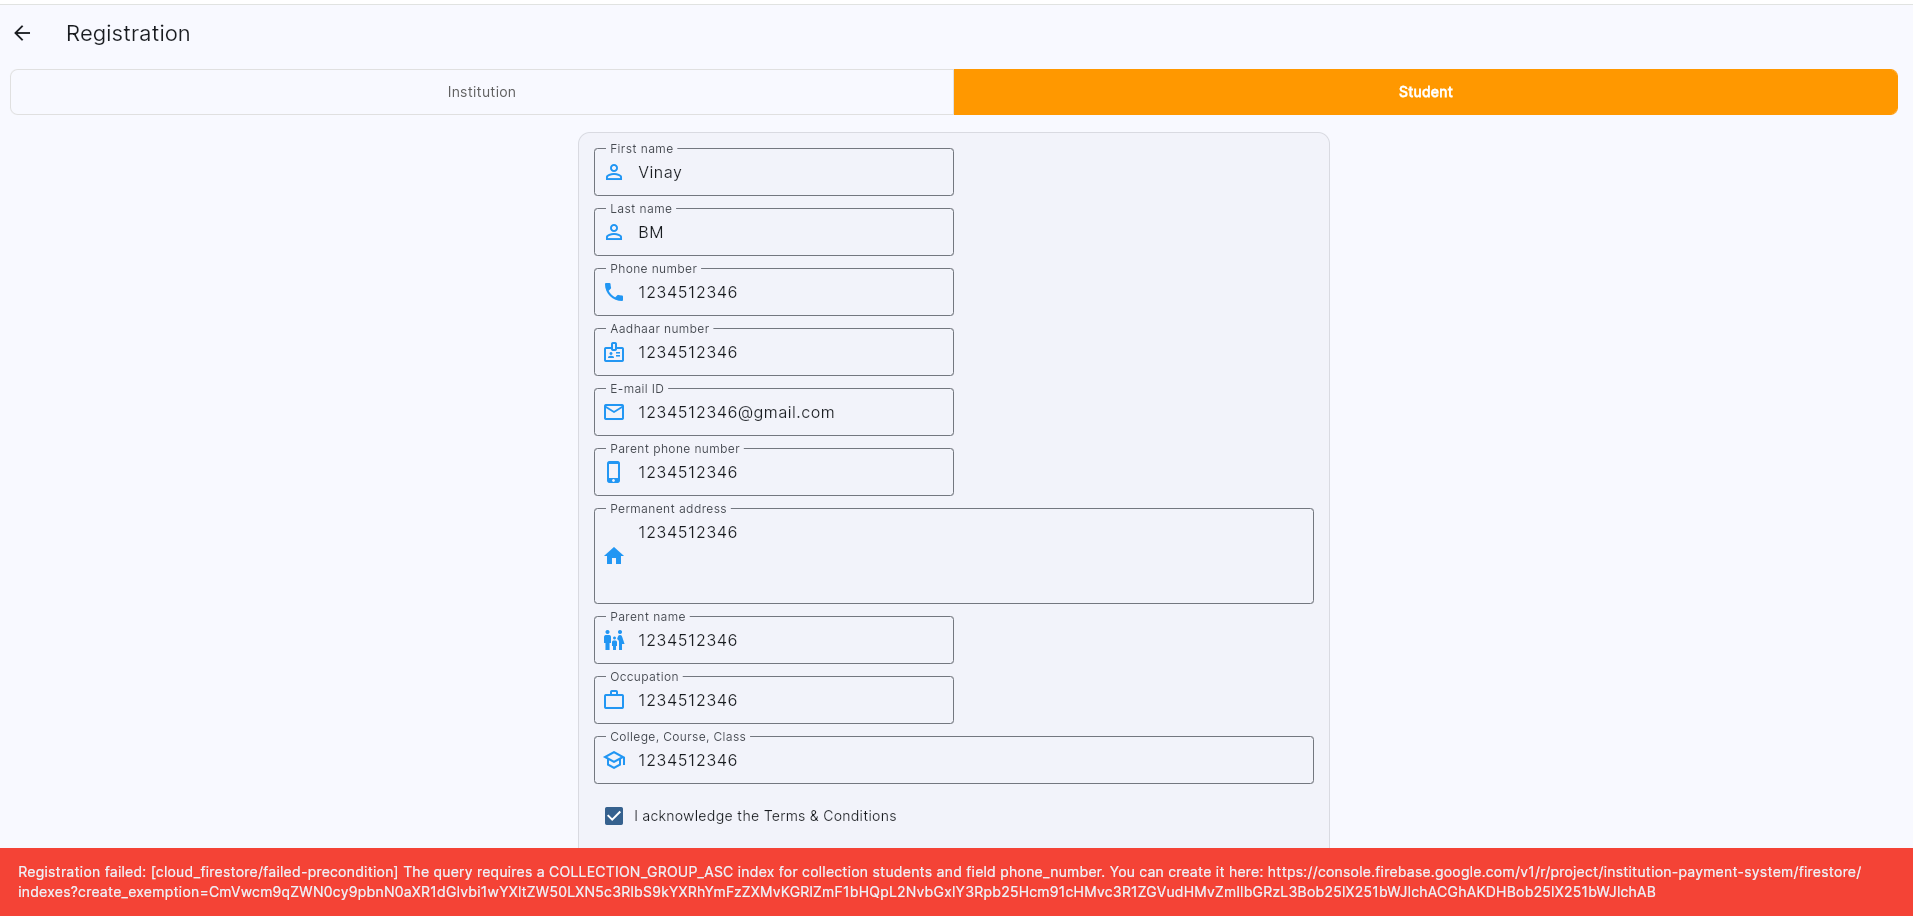 Registration
Institution
Student
First name
Vinay
Last name
BM
Phone number
1234512346
Aadhaar number
1234512346
E-mail ID
1234512346@gmail.com
Parent phone number
1234512346
Permanent address
1234512346
Parent name
1234512346
Occupation
1234512346
College, Course, Class
1234512346
I acknowledge the Terms & Conditions
Registration failed: [cloud_firestore/failed-precondition] The query requires a COLLECTION_GROUP_ASC index for collection students and field phone_number. You can create it here: https://console.firebase.google.com/v1/r/project/institution-payment-system/firestore/
indexes?create_exemption=CmVwcm9qZWN0cy9pbnN0aXR1dGlvbi1wYXltZW50LXN5c3RlbS9kYXRhYmFzZXMvKGRlZmF1bHQpL2NvbGxlY3Rpb25Hcm91cHMvc3R1ZGVudHMvZmllbGRzL3Bob25lX251bWJlchACGhAKDHBob25lX251bWJlchAB